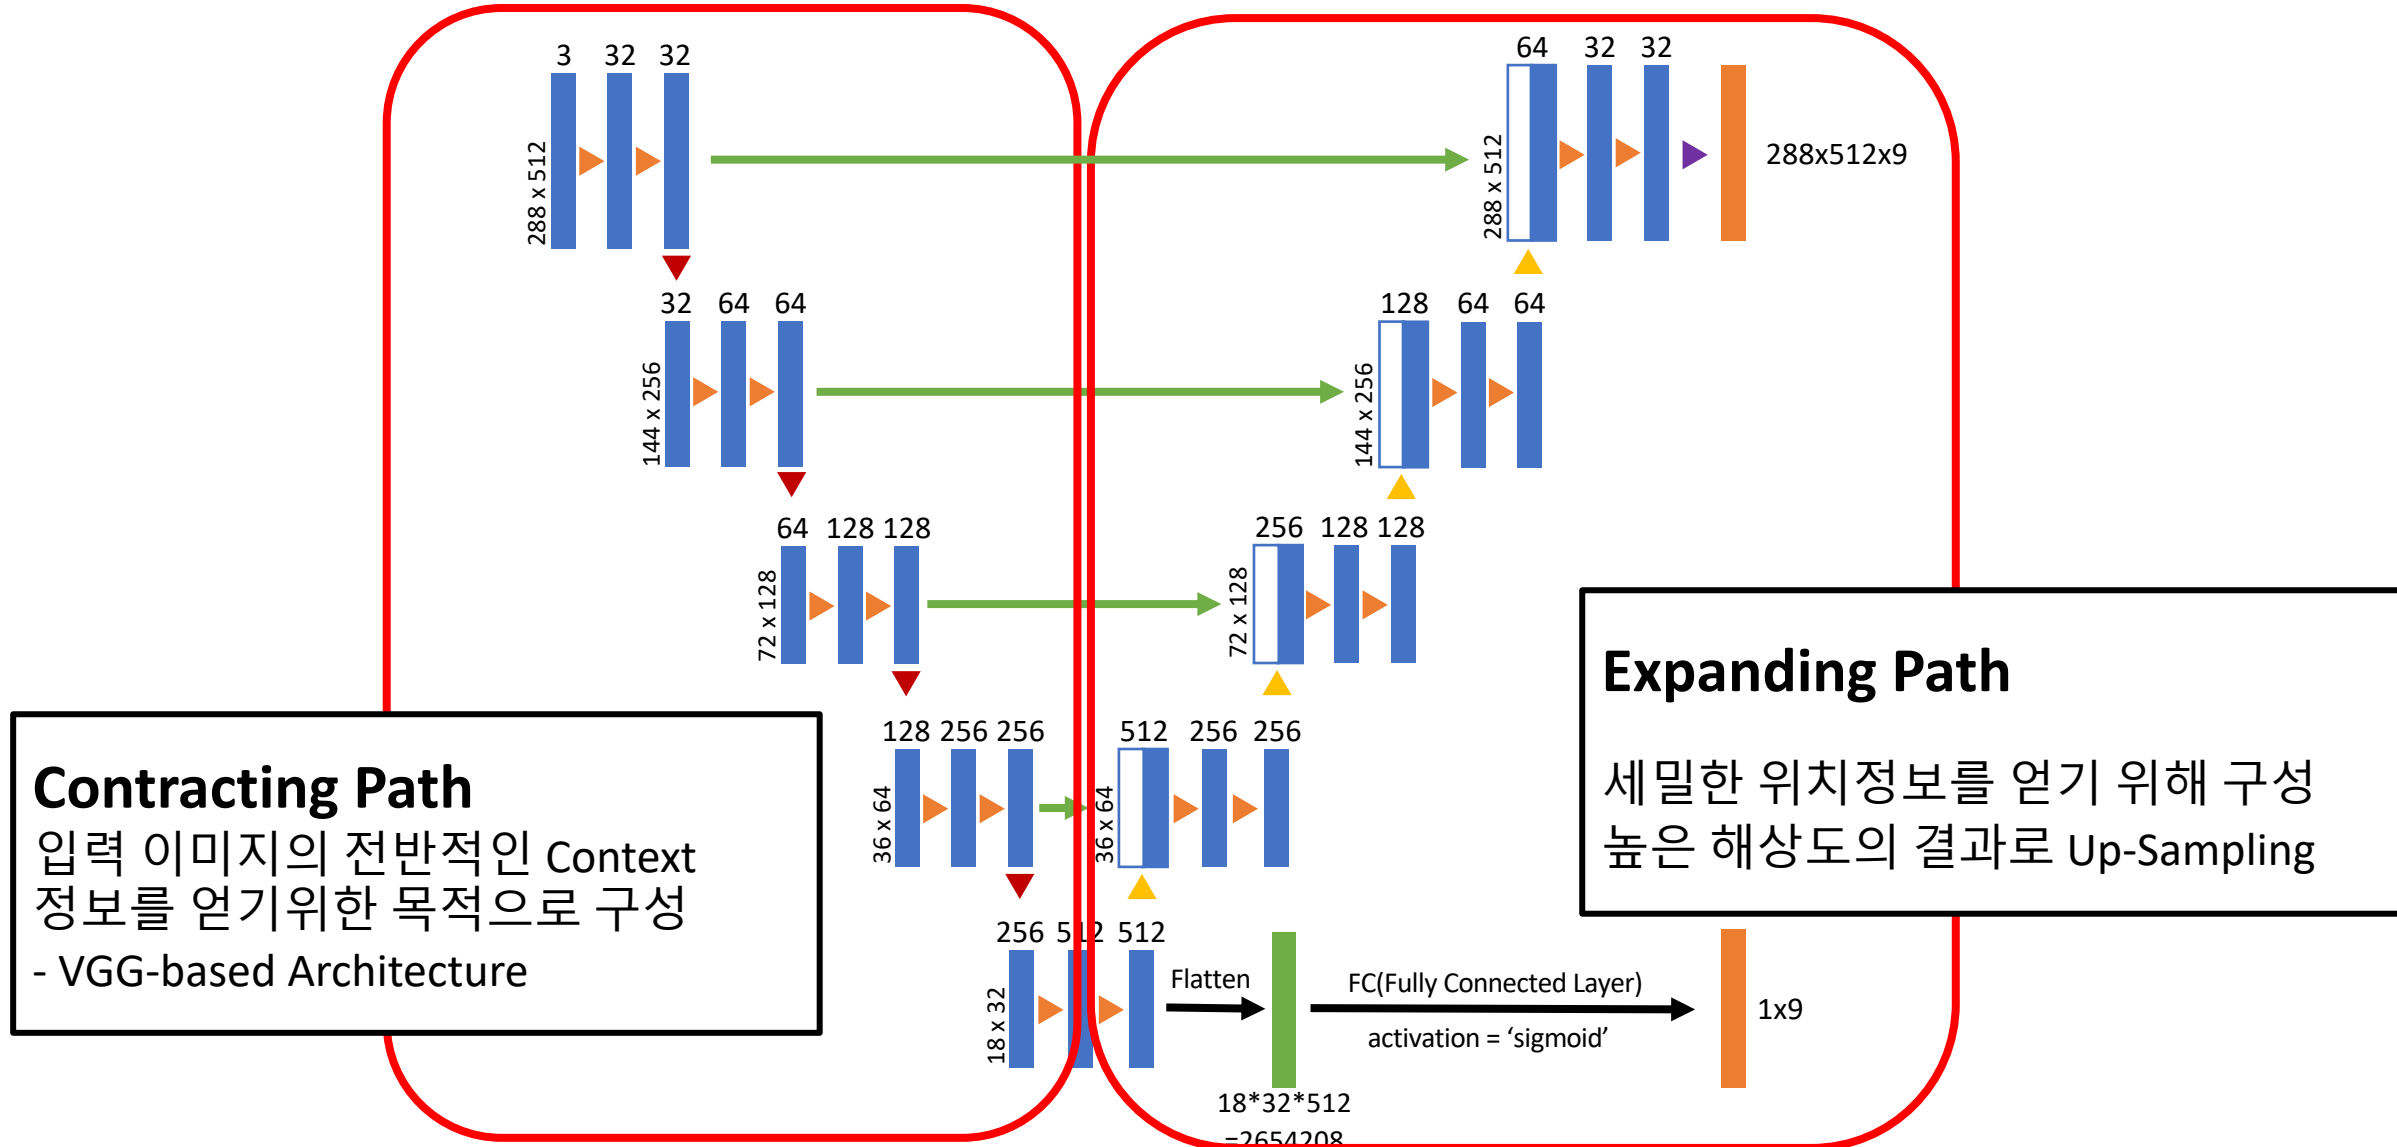 3 32 32
288 x 512
64 32 32
288 x 512
288x512x9
32 64 64
144 x 256
128 64 64
144 x 256
64 128 128
72 x 128
256 128 128
72 x 128
128 256 256
36 x 64
512 256 256
36 x 64
256 512 512
18 x 32
Contracting Path
입력 이미지의 전반적인 Context
정보를 얻기위한 목적으로 구성
- VGG-based Architecture
Expanding Path
세밀한 위치정보를 얻기 위해 구성
높은 해상도의 결과로 Up-Sampling
Flatten
FC(Fully Connected Layer)
activation = ‘sigmoid’
1x9
18*32*512
=2654208